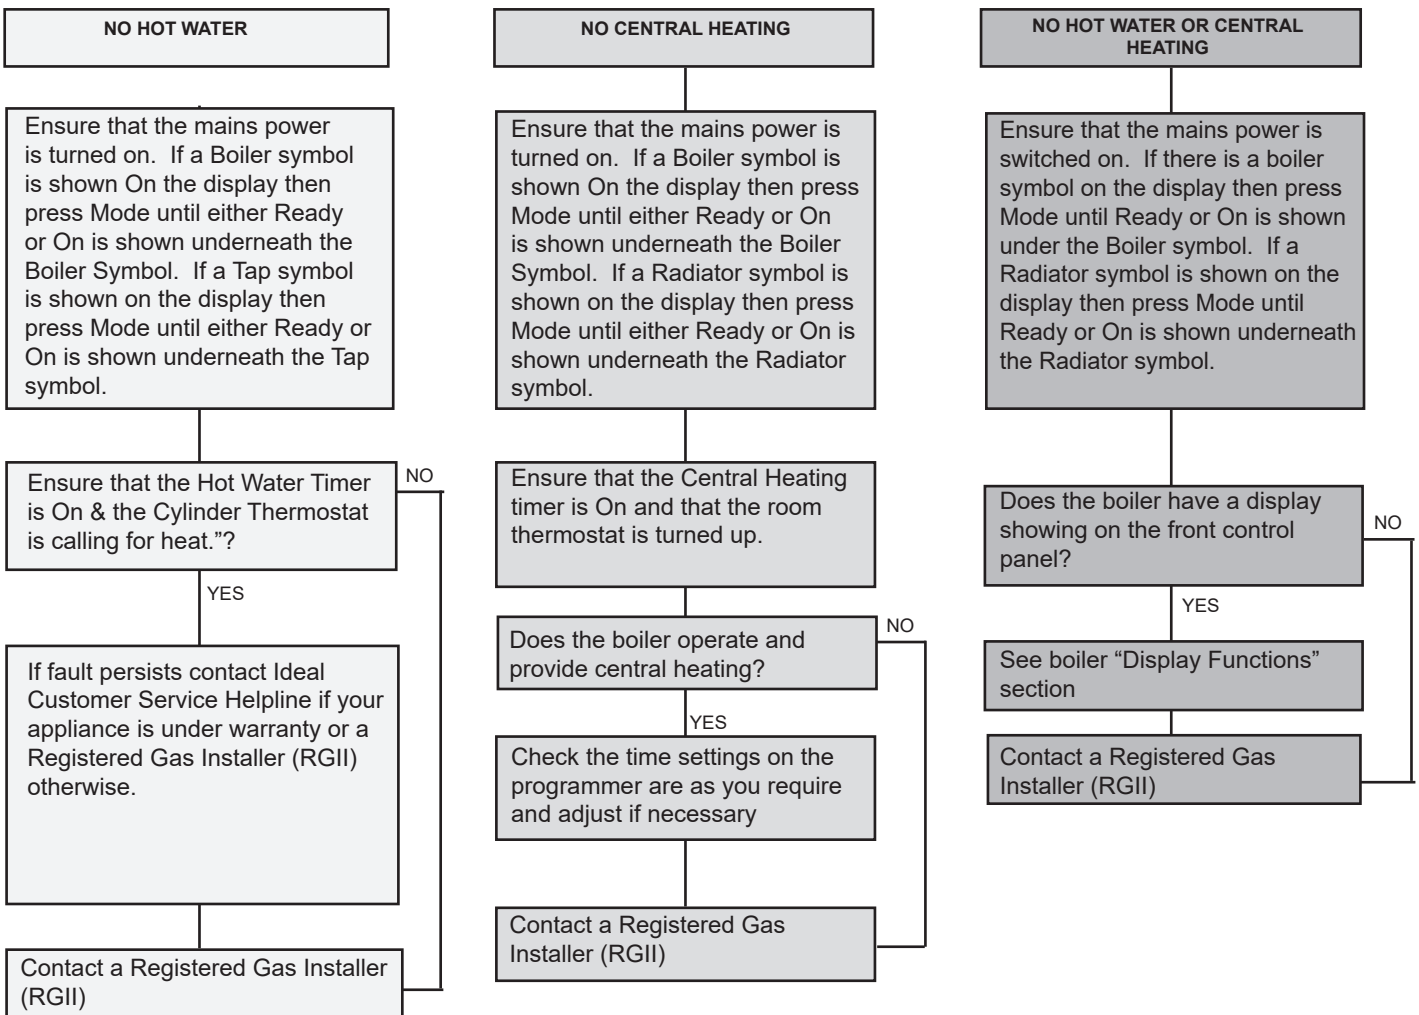 NO HOT WATER
Ensure that the mains power
is turned on.  If a Boiler symbol
is shown On the display then
press Mode until either Ready
or On is shown underneath the
Boiler Symbol.  If a Tap symbol
is shown on the display then
press Mode until either Ready or
On is shown underneath the Tap
symbol.
Ensure that the Hot Water Timer
is On & the Cylinder Thermostat
is calling for heat.”?
NO
YES
If fault persists contact Ideal
Customer Service Helpline if your
appliance is under warranty or a
Registered Gas Installer (RGII)
otherwise.
Contact a Registered Gas Installer
(RGII)
NO CENTRAL HEATING
Ensure that the mains power is
turned on.  If a Boiler symbol is
shown On the display then press
Mode until either Ready or On
is shown underneath the Boiler
Symbol.  If a Radiator symbol is
shown on the display then press
Mode until either Ready or On is
shown underneath the Radiator
symbol.
Ensure that the Central Heating
timer is On and that the room
thermostat is turned up.
Does the boiler operate and
provide central heating?
NO
YES
Check the time settings on the
programmer are as you require
and adjust if necessary
Contact a Registered Gas
Installer (RGII)
NO HOT WATER OR CENTRAL
HEATING
Ensure that the mains power is
switched on.  If there is a boiler
symbol on the display then press
Mode until Ready or On is shown
under the Boiler symbol.  If a
Radiator symbol is shown on the
display then press Mode until
Ready or On is shown underneath
the Radiator symbol.
Does the boiler have a display
showing on the front control
panel?
NO
YES
See boiler “Display Functions”
section
Contact a Registered Gas
Installer (RGII)